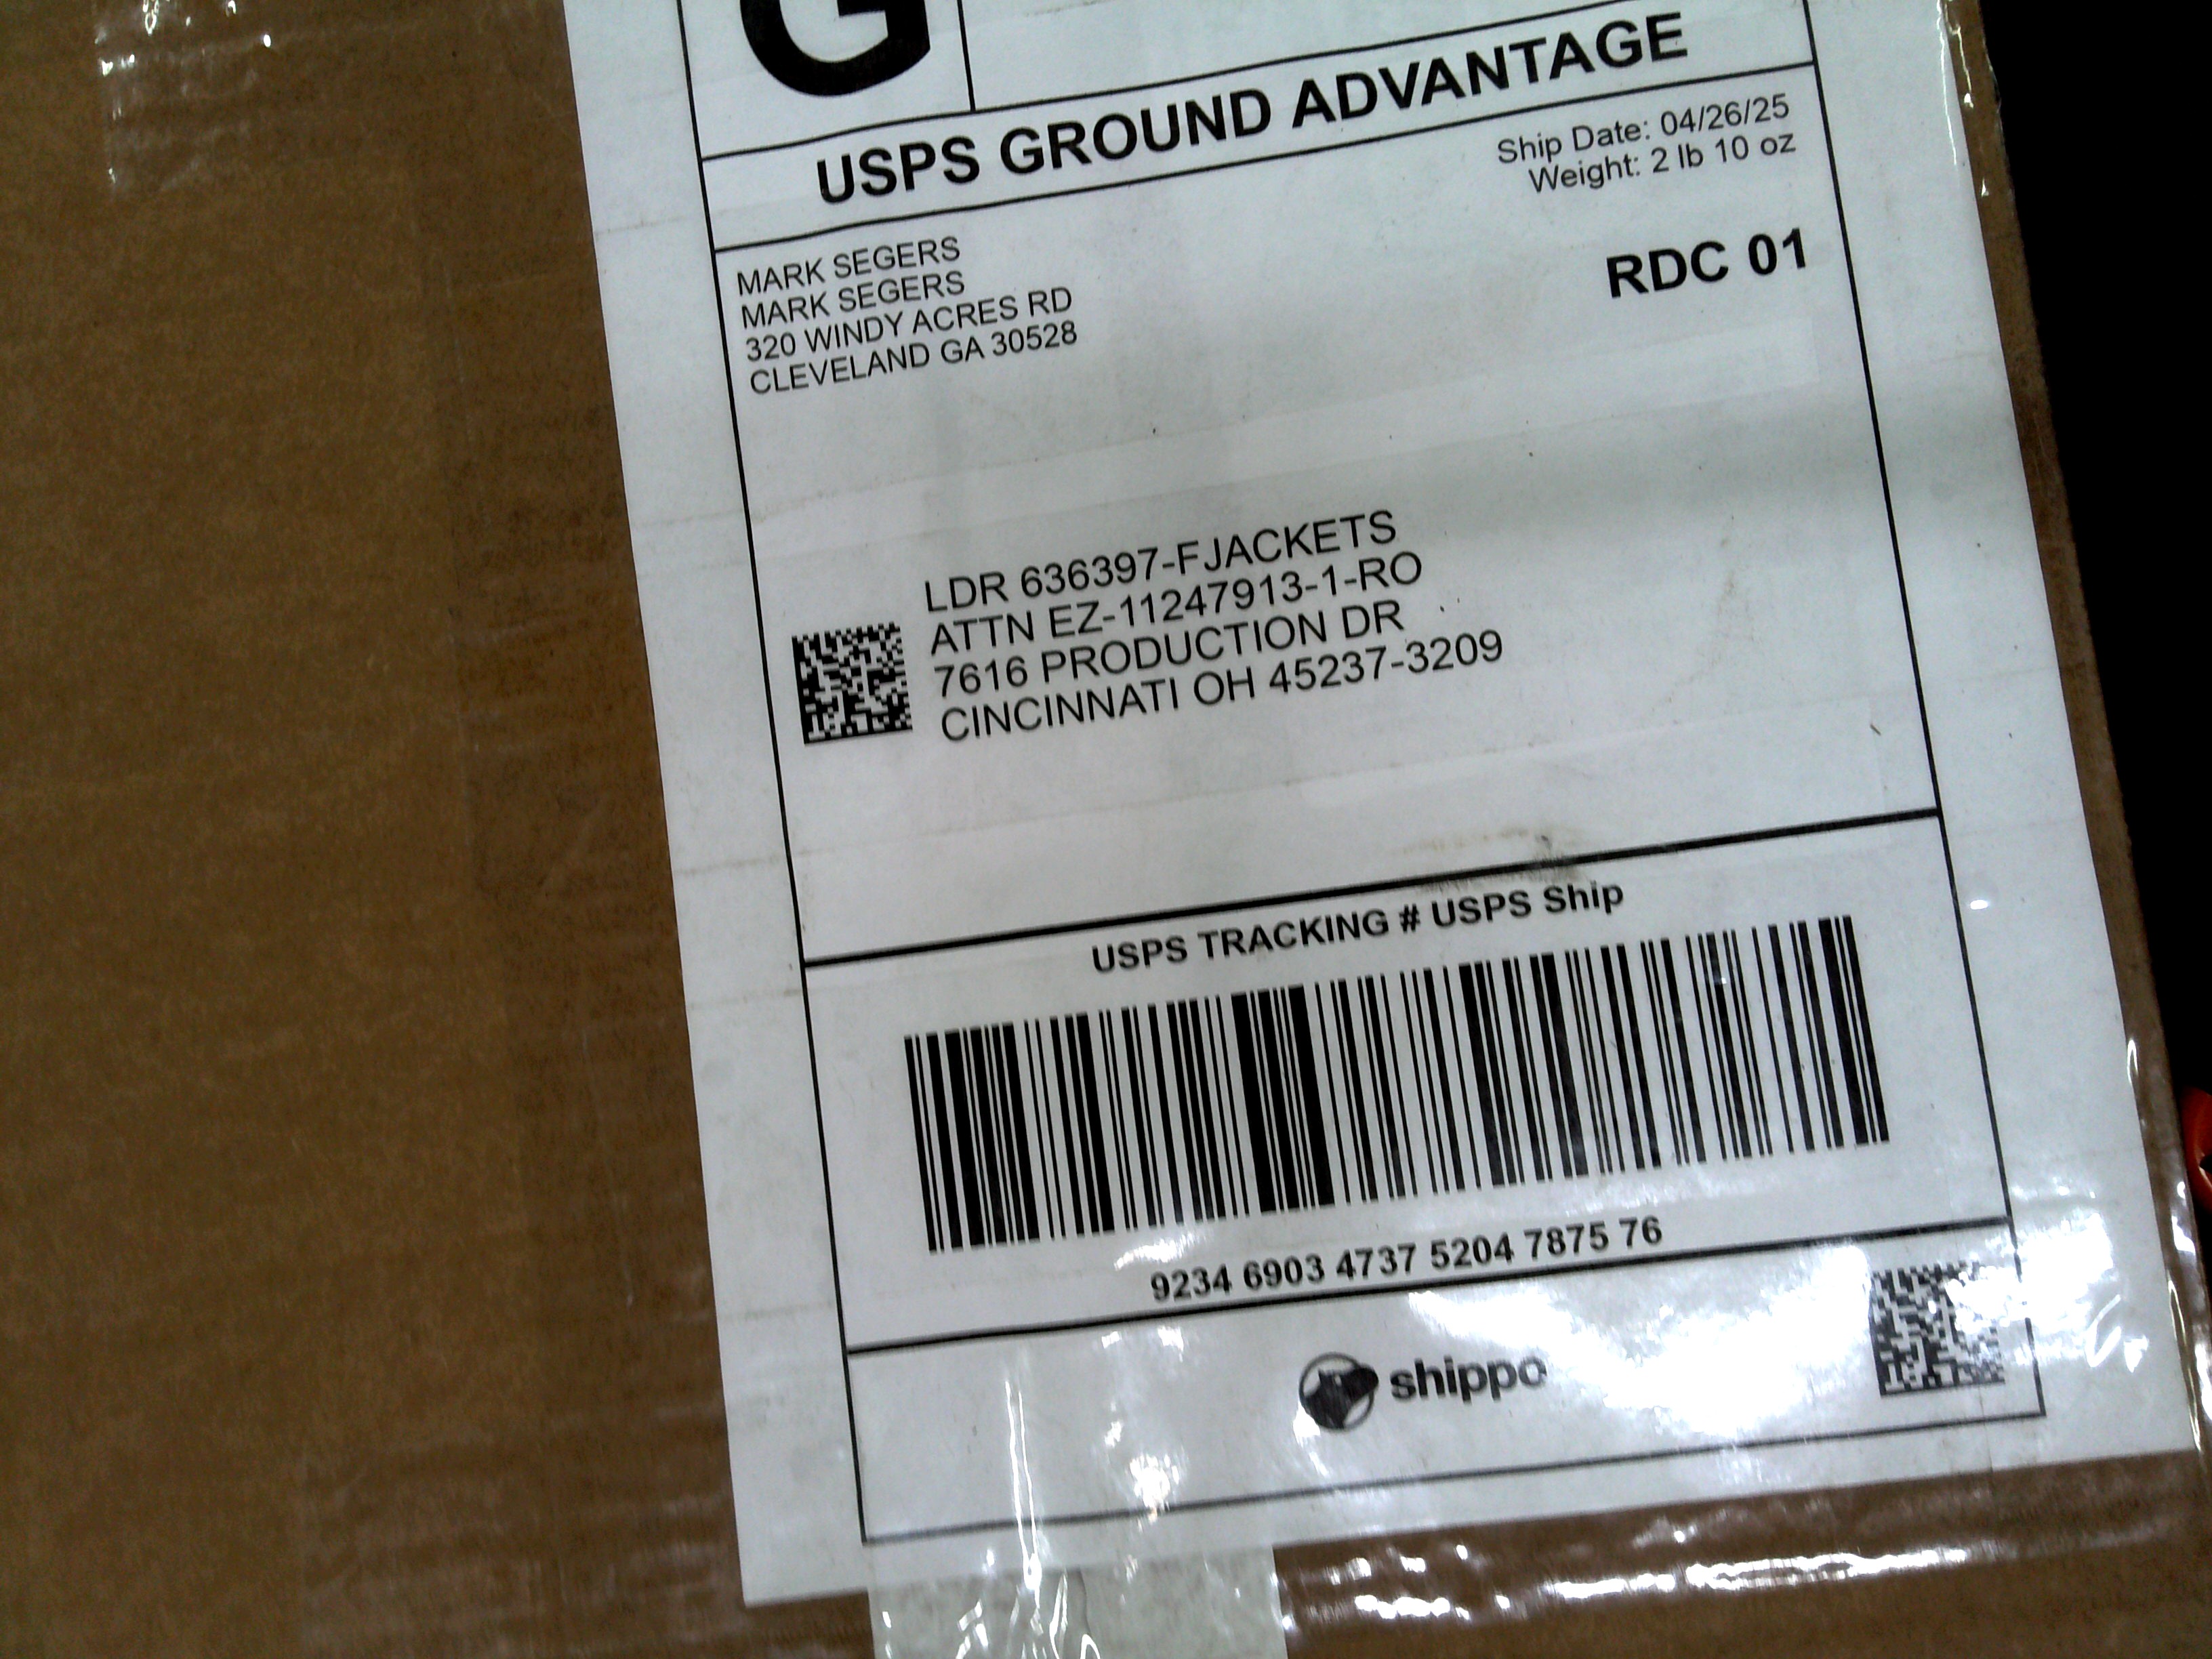 G
USPS GROUND ADVANTAGE
Ship Date: 04/26/25
Weight: 2 lb 10 oz
RDC 01
MARK SEGERS
MARK SEGERS
320 WINDY ACRES RD
CLEVELAND GA 30528
LDR 636397-FJACKETS
ATTN EZ-11247913-1-RO
7616 PRODUCTION DR
CINCINNATI OH 45237-3209
USPS TRACKING # USPS Ship
9234 6903 4737 5204 7875 76
shippo